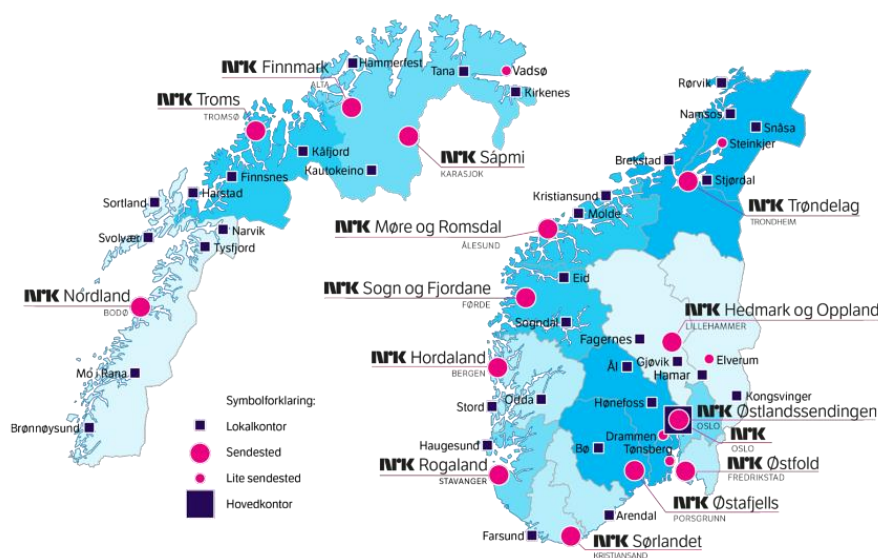 NRK Finnmark
ALTA
Hammerfest
Tana
Vadsø
Kirkenes
NRK Troms
TROMSØ
Kåfjord
Kautokeino
NRK Sápmi
KARASJOK
Finnsnes
Harstad
Sortland
Svolvær
Narvik
Tysfjord
NRK Nordland
BODØ
Mo i Rana
Brønnøysund
Symbolforklaring:
Lokalkontor
Sendested
Lite sendested
Hovedkontor
Rørvik
Namsos
Snåsa
Steinkjer
Brekstad
Stjørdal
NRK Trøndelag
TRONDHEIM
Kristiansund
Molde
NRK Møre og Romsdal
ÅLESUND
Eid
NRK Sogn og Fjordane
FØRDE
Sogndal
NRK Hedmark og Oppland
LILLEHAMMER
Fagernes
Gjøvik
Elverum
Ål
Hamar
Kongsvinger
NRK Hordaland
BERGEN
Odda
Stord
Hønefoss
NRK Østlandssendingen
OSLO
NRK
OSLO
Drammen
Tønsberg
Bø
Haugesund
NRK Rogaland
STAVANGER
NRK Østfold
FREDRIKSTAD
NRK Østafjells
PORSGRUNN
Arendal
Farsund
NRK Sørlandet
KRISTIANSAND